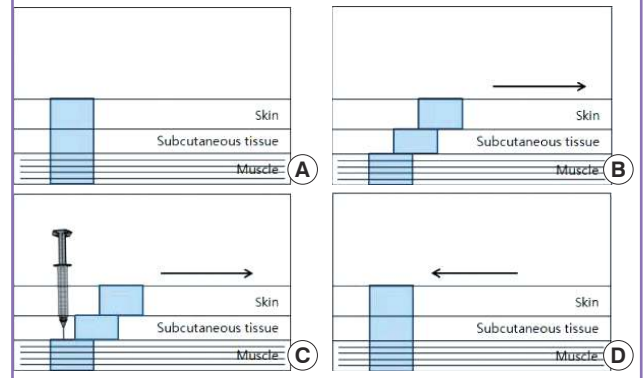 Skin
Subcutaneous tissue
Muscle
A
Skin
Subcutaneous tissue
Muscle
B
Skin
Subcutaneous tissue
Muscle
C
Skin
Subcutaneous tissue
Muscle
D